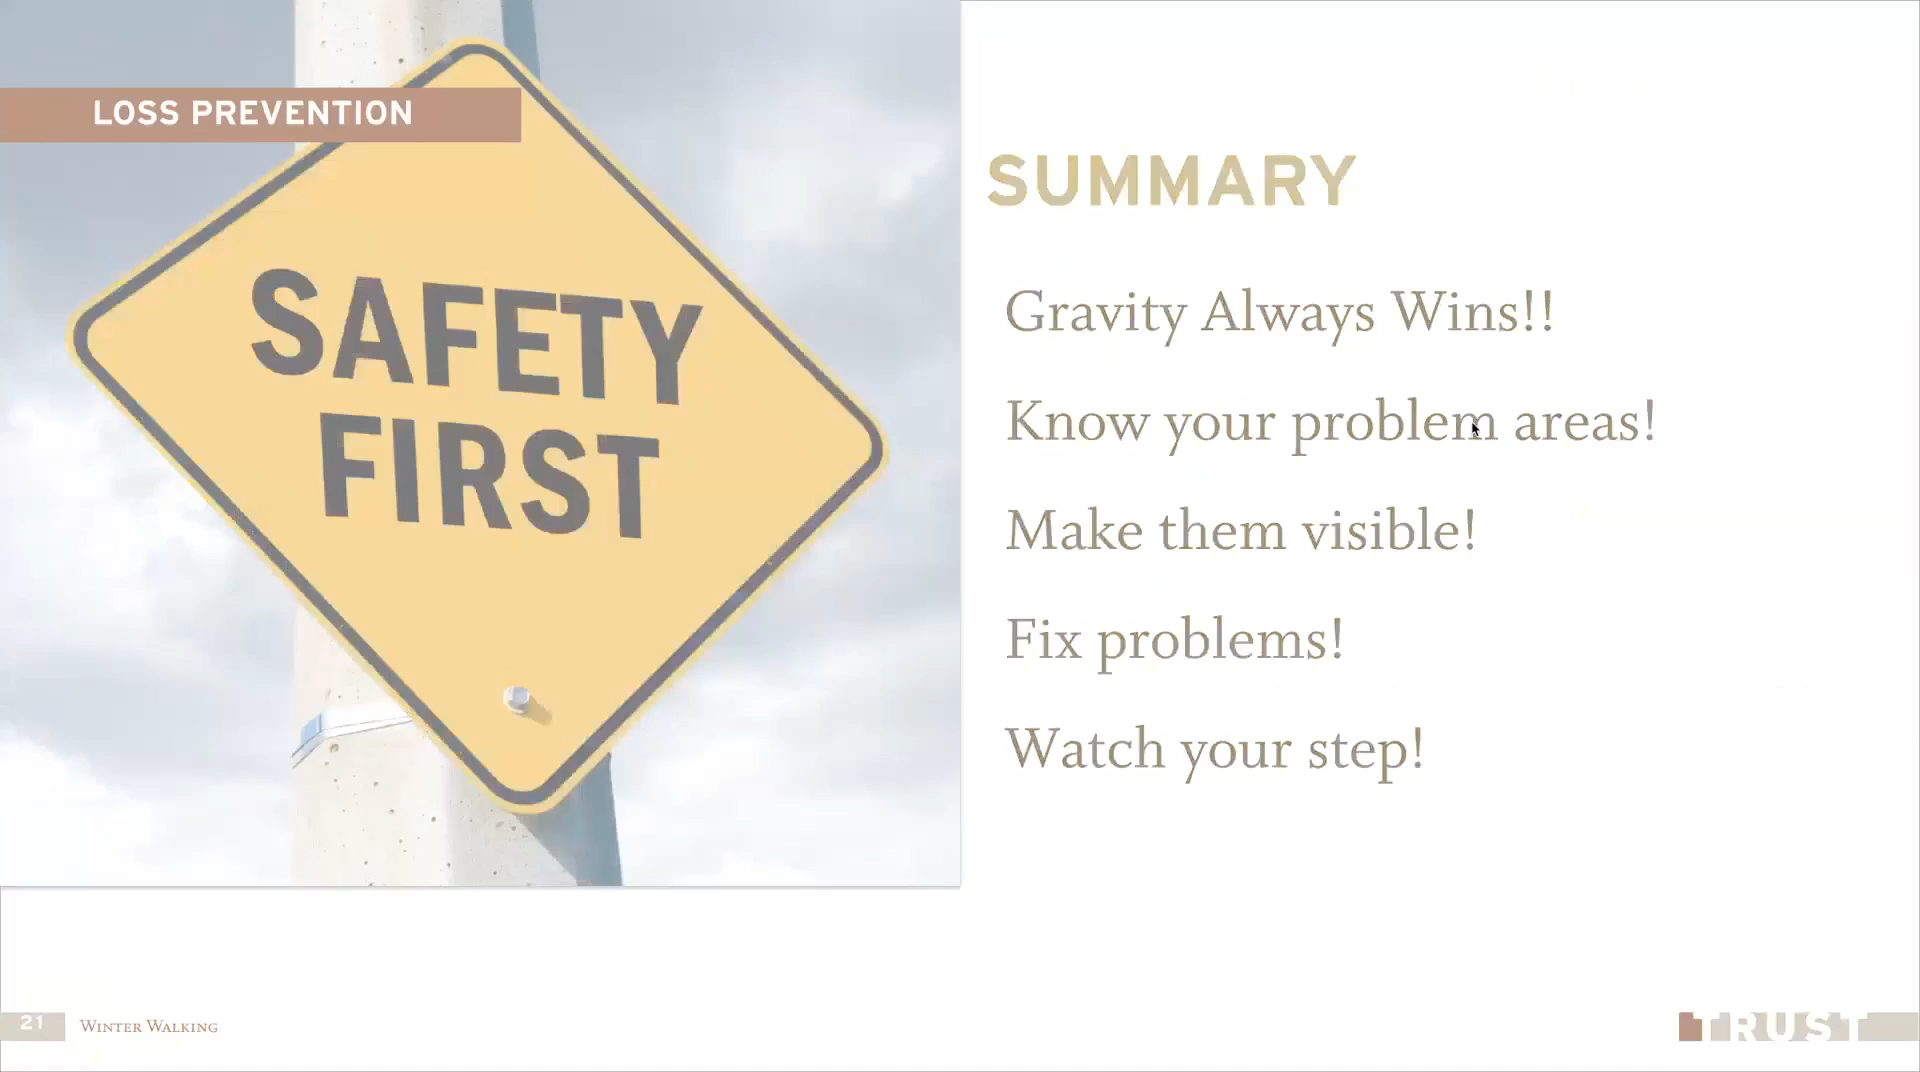 LOSS PREVENTION
SAFETY
FIRST
SUMMARY
Gravity Always Wins!!
Know your problem areas!
Make them visible!
Fix problems!
Watch your step!
21
Winter Walking
TRUST